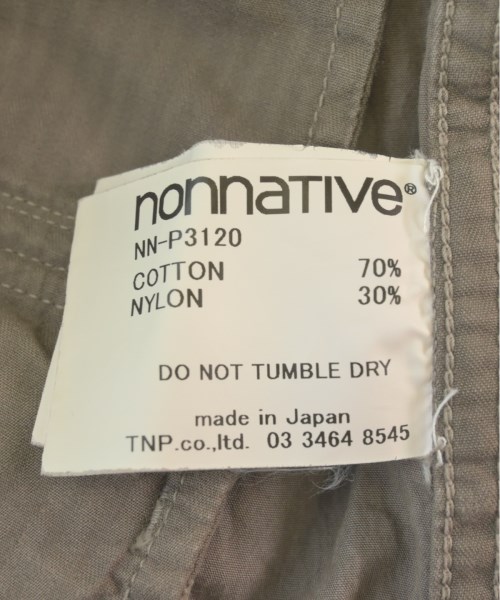 nonnative®
NN-P3120
COTTON 70%
NYLON 30%
DO NOT TUMBLE DRY
made in Japan
TNP.co.,ltd. 03 3464 8545